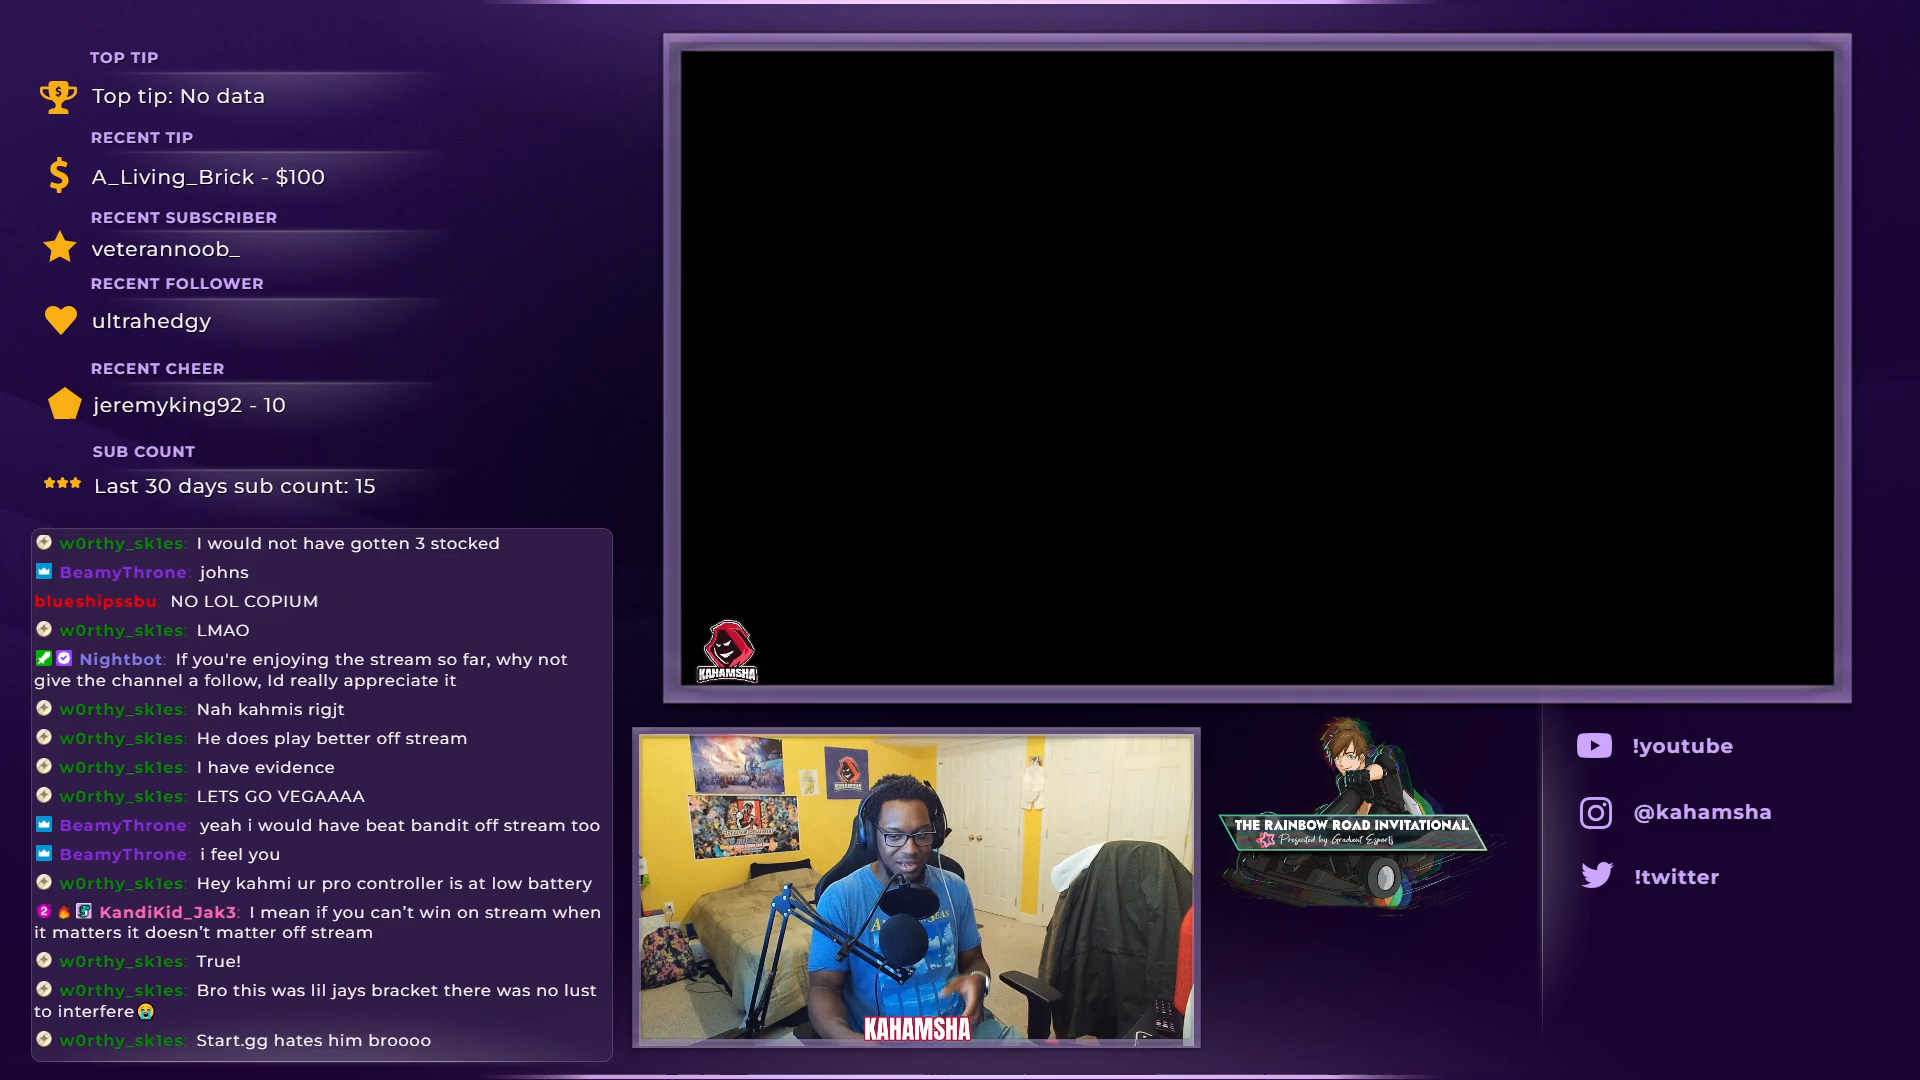 TOP TIP
Top tip: No data
RECENT TIP
A_Living_Brick - $100
RECENT SUBSCRIBER
veterannoob_
RECENT FOLLOWER
ultrahedgy
RECENT CHEER
jeremyking92 - 10
SUB COUNT
Last 30 days sub count: 15
w0rthy_sk1es: I would not have gotten 3 stocked
BeamyThrone: johns
blueshipssbu: NO LOL COPIUM
w0rthy_sk1es: LMAO
Nightbot: If you're enjoying the stream so far, why not
give the channel a follow, Id really appreciate it
w0rthy_sk1es: Nah kahmis rigjt
w0rthy_sk1es: He does play better off stream
w0rthy_sk1es: I have evidence
w0rthy_sk1es: LETS GO VEGAAAA
BeamyThrone: yeah i would have beat bandit off stream too
BeamyThrone: i feel you
w0rthy_sk1es: Hey kahmi ur pro controller is at low battery
2 KandiKid_Jak3: I mean if you can’t win on stream when
it matters it doesn’t matter off stream
w0rthy_sk1es: True!
w0rthy_sk1es: Bro this was lil jays bracket there was no lust
to interfere😭
w0rthy_sk1es: Start.gg hates him broooo
KAHAMSHA
KAHAMSHA
KAHAMSHA
THE RAINBOW ROAD INVITATIONAL
Presented by Gradient Esports
!youtube
@kahamsha
!twitter